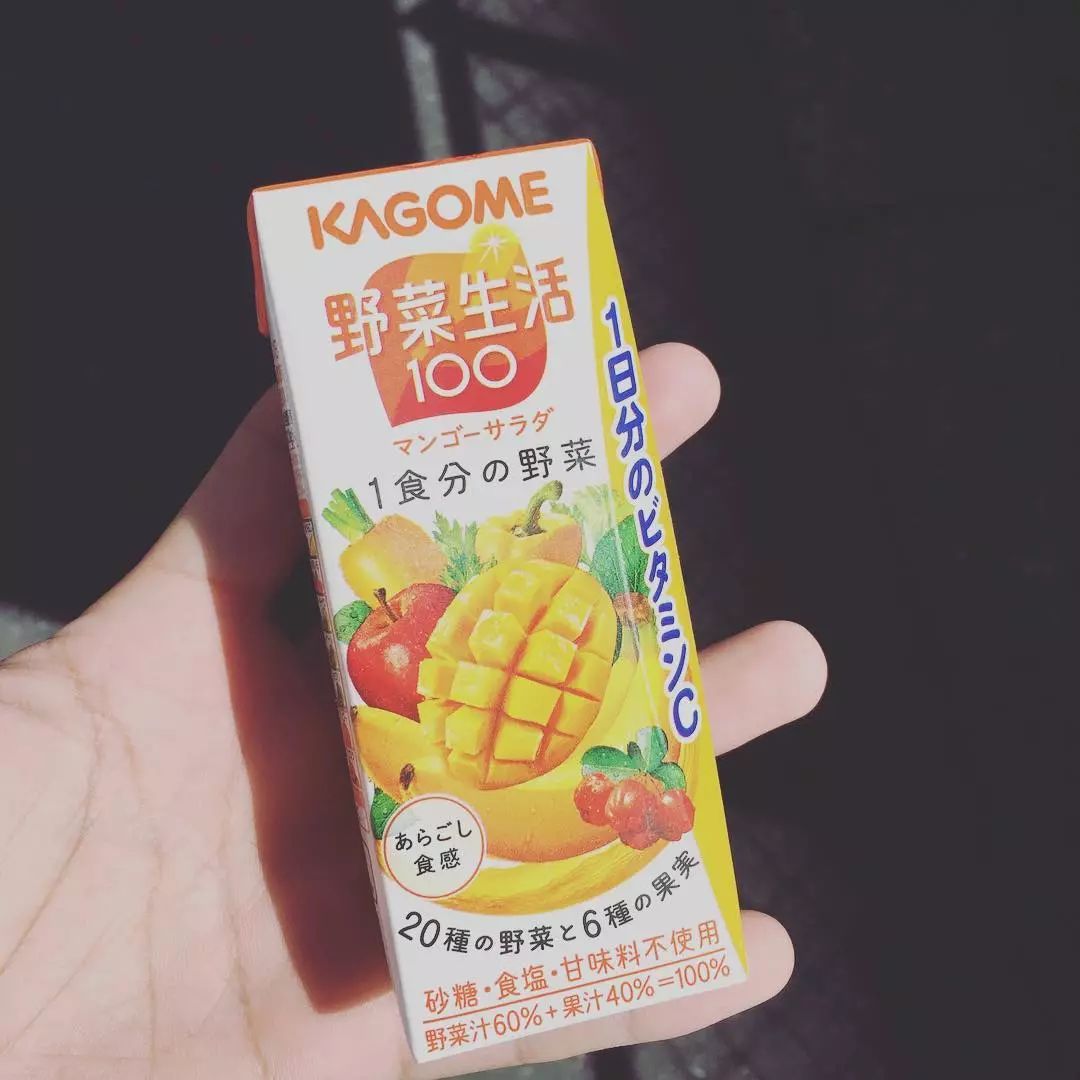 KAGOME
野菜生活
100
マンゴーサラダ
1食分の野菜
1日分のビタミンC
あらごし
食感
20種の野菜と6種の果実
砂糖・食塩・甘味料不使用
野菜汁60%+果汁40%=100%